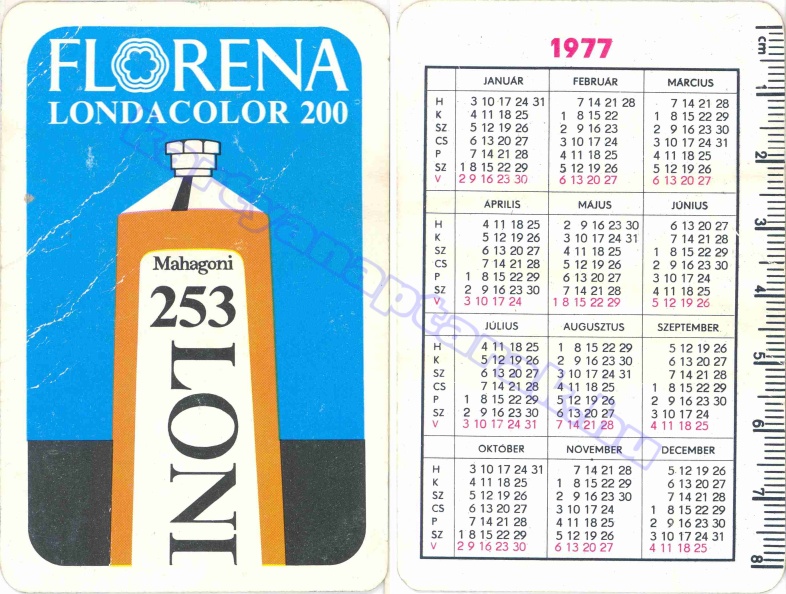 FLORENA
LONDACOLOR 200
Mahagoni
253
LONI
1977
JANUÁR FEBRUÁR MÁRCIUS
H 3 10 17 24 31 7 14 21 28 7 14 21 28
K 4 11 18 25 1 8 15 22 1 8 15 22 29
SZ 5 12 19 26 2 9 16 23 2 9 16 23 30
CS 6 13 20 27 3 10 17 24 3 10 17 24 31
P 7 14 21 28 4 11 18 25 4 11 18 25
SZ 1 8 15 22 29 5 12 19 26 5 12 19 26
V 2 9 16 23 30 6 13 20 27 6 13 20 27
ÁPRILIS MÁJUS JÚNIUS
H 4 11 18 25 2 9 16 23 30 6 13 20 27
K 5 12 19 26 3 10 17 24 31 7 14 21 28
SZ 6 13 20 27 4 11 18 25 1 8 15 22 29
CS 7 14 21 28 5 12 19 26 2 9 16 23 30
P 1 8 15 22 29 6 13 20 27 3 10 17 24
SZ 2 9 16 23 30 7 14 21 28 4 11 18 25
V 3 10 17 24 1 8 15 22 29 5 12 19 26
JÚLIUS AUGUSZTUS SZEPTEMBER
H 4 11 18 25 1 8 15 22 29 5 12 19 26
K 5 12 19 26 2 9 16 23 30 6 13 20 27
SZ 6 13 20 27 3 10 17 24 31 7 14 21 28
CS 7 14 21 28 4 11 18 25 1 8 15 22 29
P 1 8 15 22 29 5 12 19 26 2 9 16 23 30
SZ 2 9 16 23 30 6 13 20 27 3 10 17 24
V 3 10 17 24 31 7 14 21 28 4 11 18 25
OKTÓBER NOVEMBER DECEMBER
H 3 10 17 24 31 7 14 21 28 5 12 19 26
K 4 11 18 25 1 8 15 22 29 6 13 20 27
SZ 5 12 19 26 2 9 16 23 30 7 14 21 28
CS 6 13 20 27 3 10 17 24 1 8 15 22 29
P 7 14 21 28 4 11 18 25 2 9 16 23 30
SZ 1 8 15 22 29 5 12 19 26 3 10 17 24 31
V 2 9 16 23 30 6 13 20 27 4 11 18 25
cm 1 2 3 4 5 6 7 8